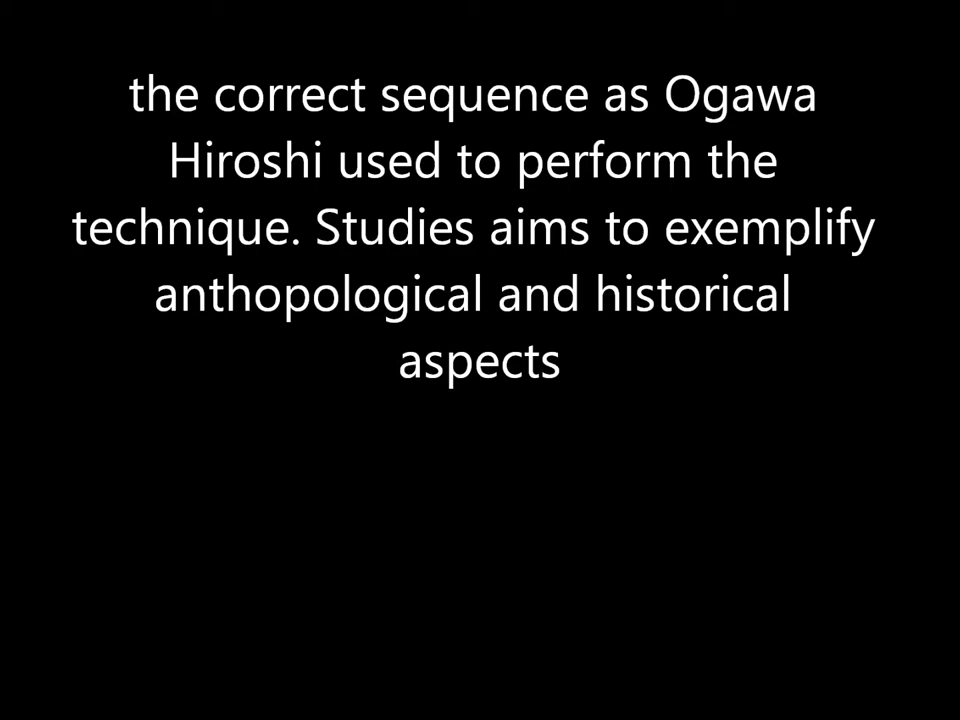 the correct sequence as Ogawa
Hiroshi used to perform the
technique. Studies aims to exemplify
anthopological and historical
aspects